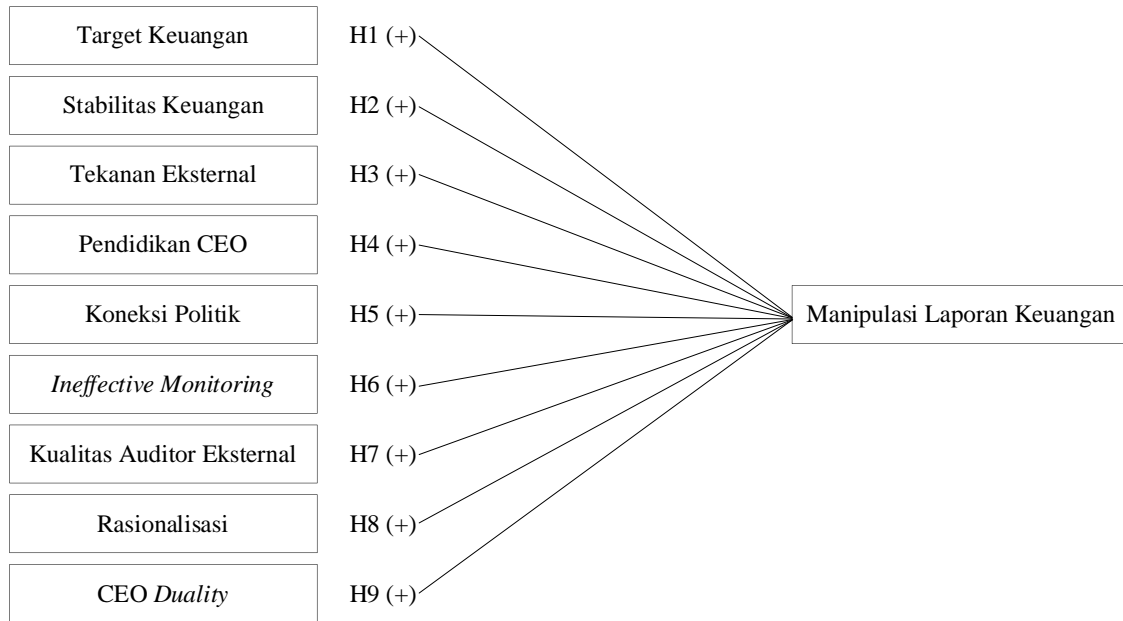 Target Keuangan H1 (+)
Stabilitas Keuangan H2 (+)
Tekanan Eksternal H3 (+)
Pendidikan CEO H4 (+)
Koneksi Politik H5 (+)
Manipulasi Laporan Keuangan
Ineffective Monitoring H6 (+)
Kualitas Auditor Eksternal H7 (+)
Rasionalisasi H8 (+)
CEO Duality H9 (+)